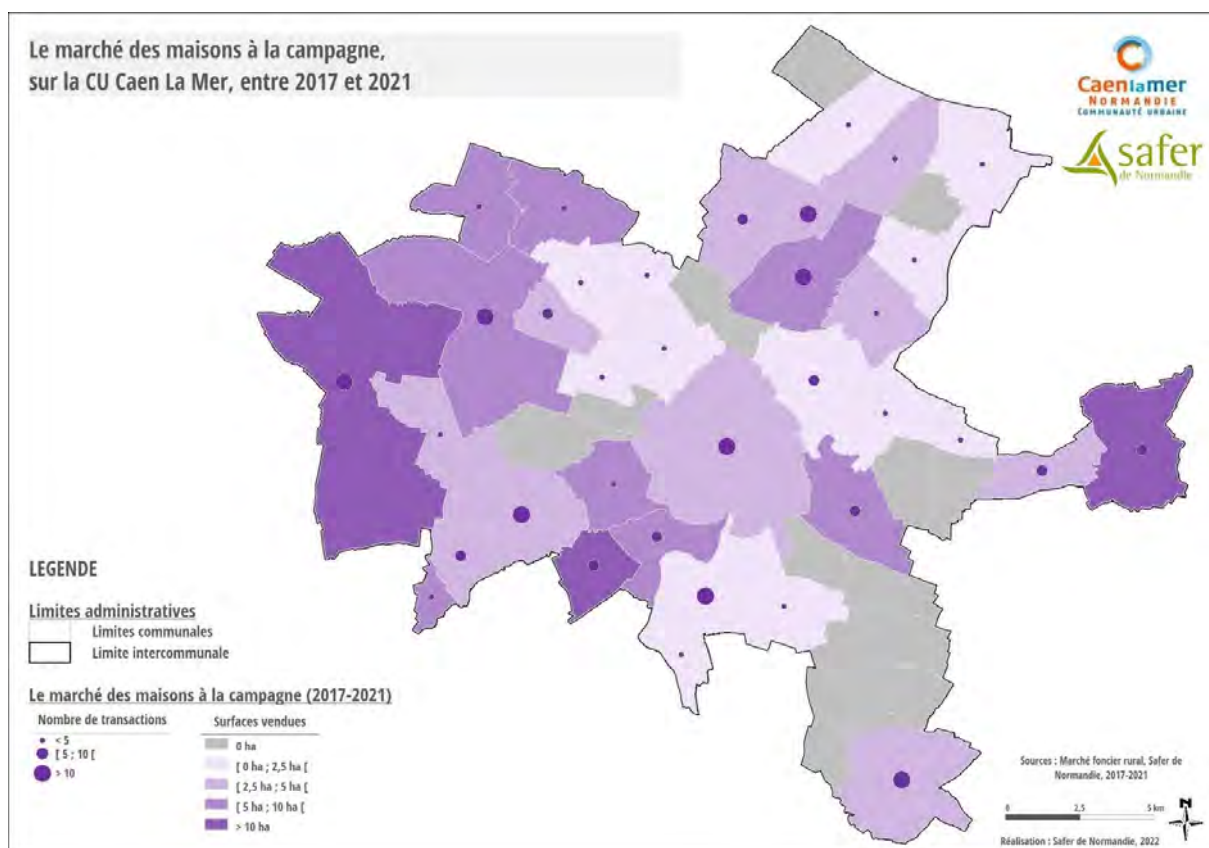 Le marché des maisons à la campagne,
sur la CU Caen La Mer, entre 2017 et 2021
Caenlamer
NORMANDIE
COMMUNAUTÉ URBAINE
safer
de Normandie
LEGENDE
Limites administratives
Limites communales
Limite intercommunale
Le marché des maisons à la campagne (2017-2021)
Nombre de transactions
< 5
[ 5 ; 10 [
> 10
Surfaces vendues
0 ha
[ 0 ha ; 2,5 ha [
[ 2,5 ha ; 5 ha [
[ 5 ha ; 10 ha [
> 10 ha
Sources : Marché foncier rural, Safer de
Normandie, 2017-2021
0 2,5 5 km
N
Réalisation : Safer de Normandie, 2022